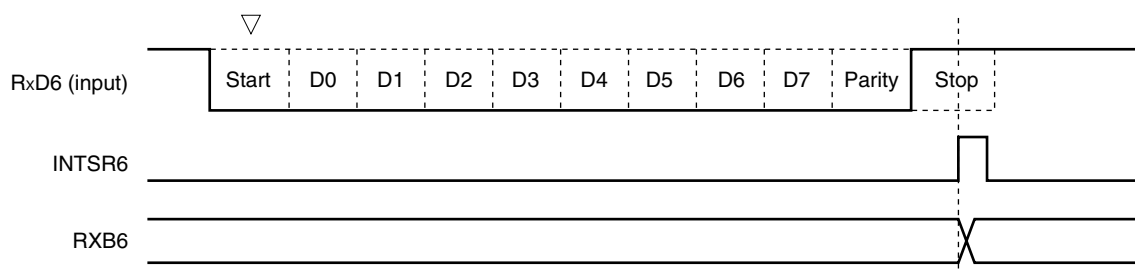 RxD6 (input) Start D0 D1 D2 D3 D4 D5 D6 D7 Parity Stop
INTSR6
RXB6